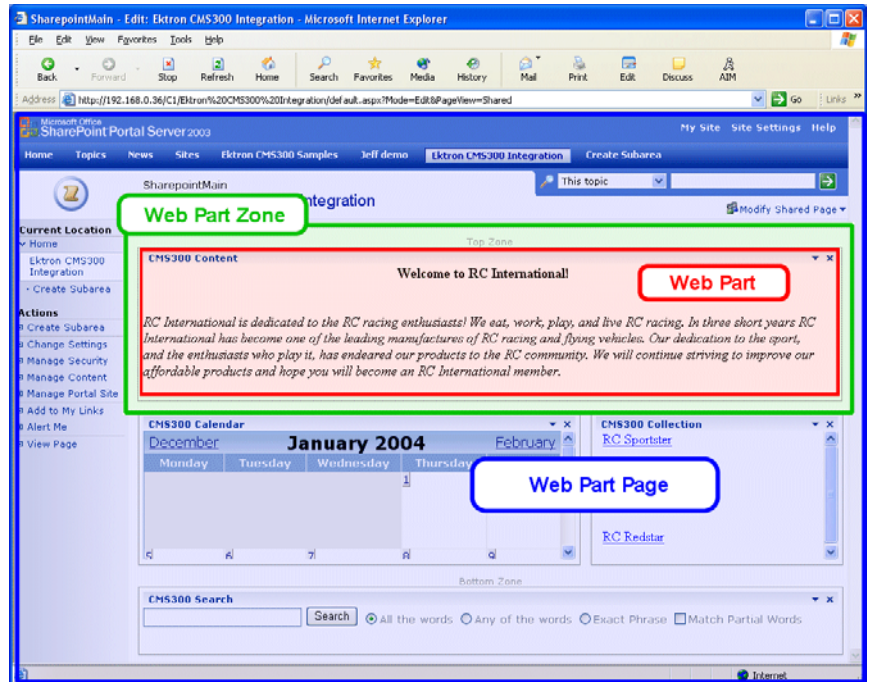 SharepointMain - Edit: Ektron CMS300 Integration - Microsoft Internet Explorer
File Edit View Favorites Tools Help
Back Forward Stop Refresh Home Search Favorites Media History Mail Print Edit Discuss AIM
Address http://192.168.0.36/C1/Ektron%20CMS300%20Integration/default.aspx?Mode=Edit&PageView=Shared Go Links »
Microsoft Office
SharePoint Portal Server 2003
My Site Site Settings Help
Home Topics News Sites Ektron CMS300 Samples Jeff demo Ektron CMS300 Integration Create Subarea
SharepointMain
This topic
ntegration
Web Part Zone
Modify Shared Page
Current Location
Home
Ektron CMS300
Integration
Create Subarea
Actions
Create Subarea
Change Settings
Manage Security
Manage Content
Manage Portal Site
Add to My Links
Alert Me
View Page
Top Zone
CMS300 Content
Welcome to RC International!
Web Part
RC International is dedicated to the RC racing enthusiasts! We eat, work, play, and live RC racing. In three short years RC
International has become one of the leading manufactures of RC racing and flying vehicles. Our dedication to the sport,
and the enthusiasts who play it, has endeared our products to the RC community. We will continue striving to improve our
affordable products and hope you will become an RC International member.
CMS300 Calendar
December January 2004 February
Monday Tuesday Wednesday Thursday
1
5 6 7 8 9
CMS300 Collection
RC Sportster
RC Redstar
Web Part Page
Bottom Zone
CMS300 Search
Search All the words Any of the words Exact Phrase Match Partial Words
Internet